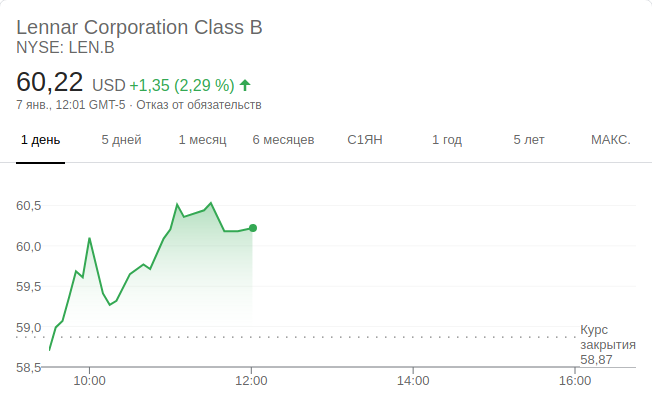 Lennar Corporation Class B
NYSE: LEN.B
60,22 USD +1,35 (2,29 %)
7 янв., 12:01 GMT-5 · Отказ от обязательств
1 день 5 дней 1 месяц 6 месяцев С1ЯН 1 год 5 лет МАКС.
60,5
60,0
59,5
59,0
Курс
закрытия
58,87
58,5
10:00 12:00 14:00 16:00